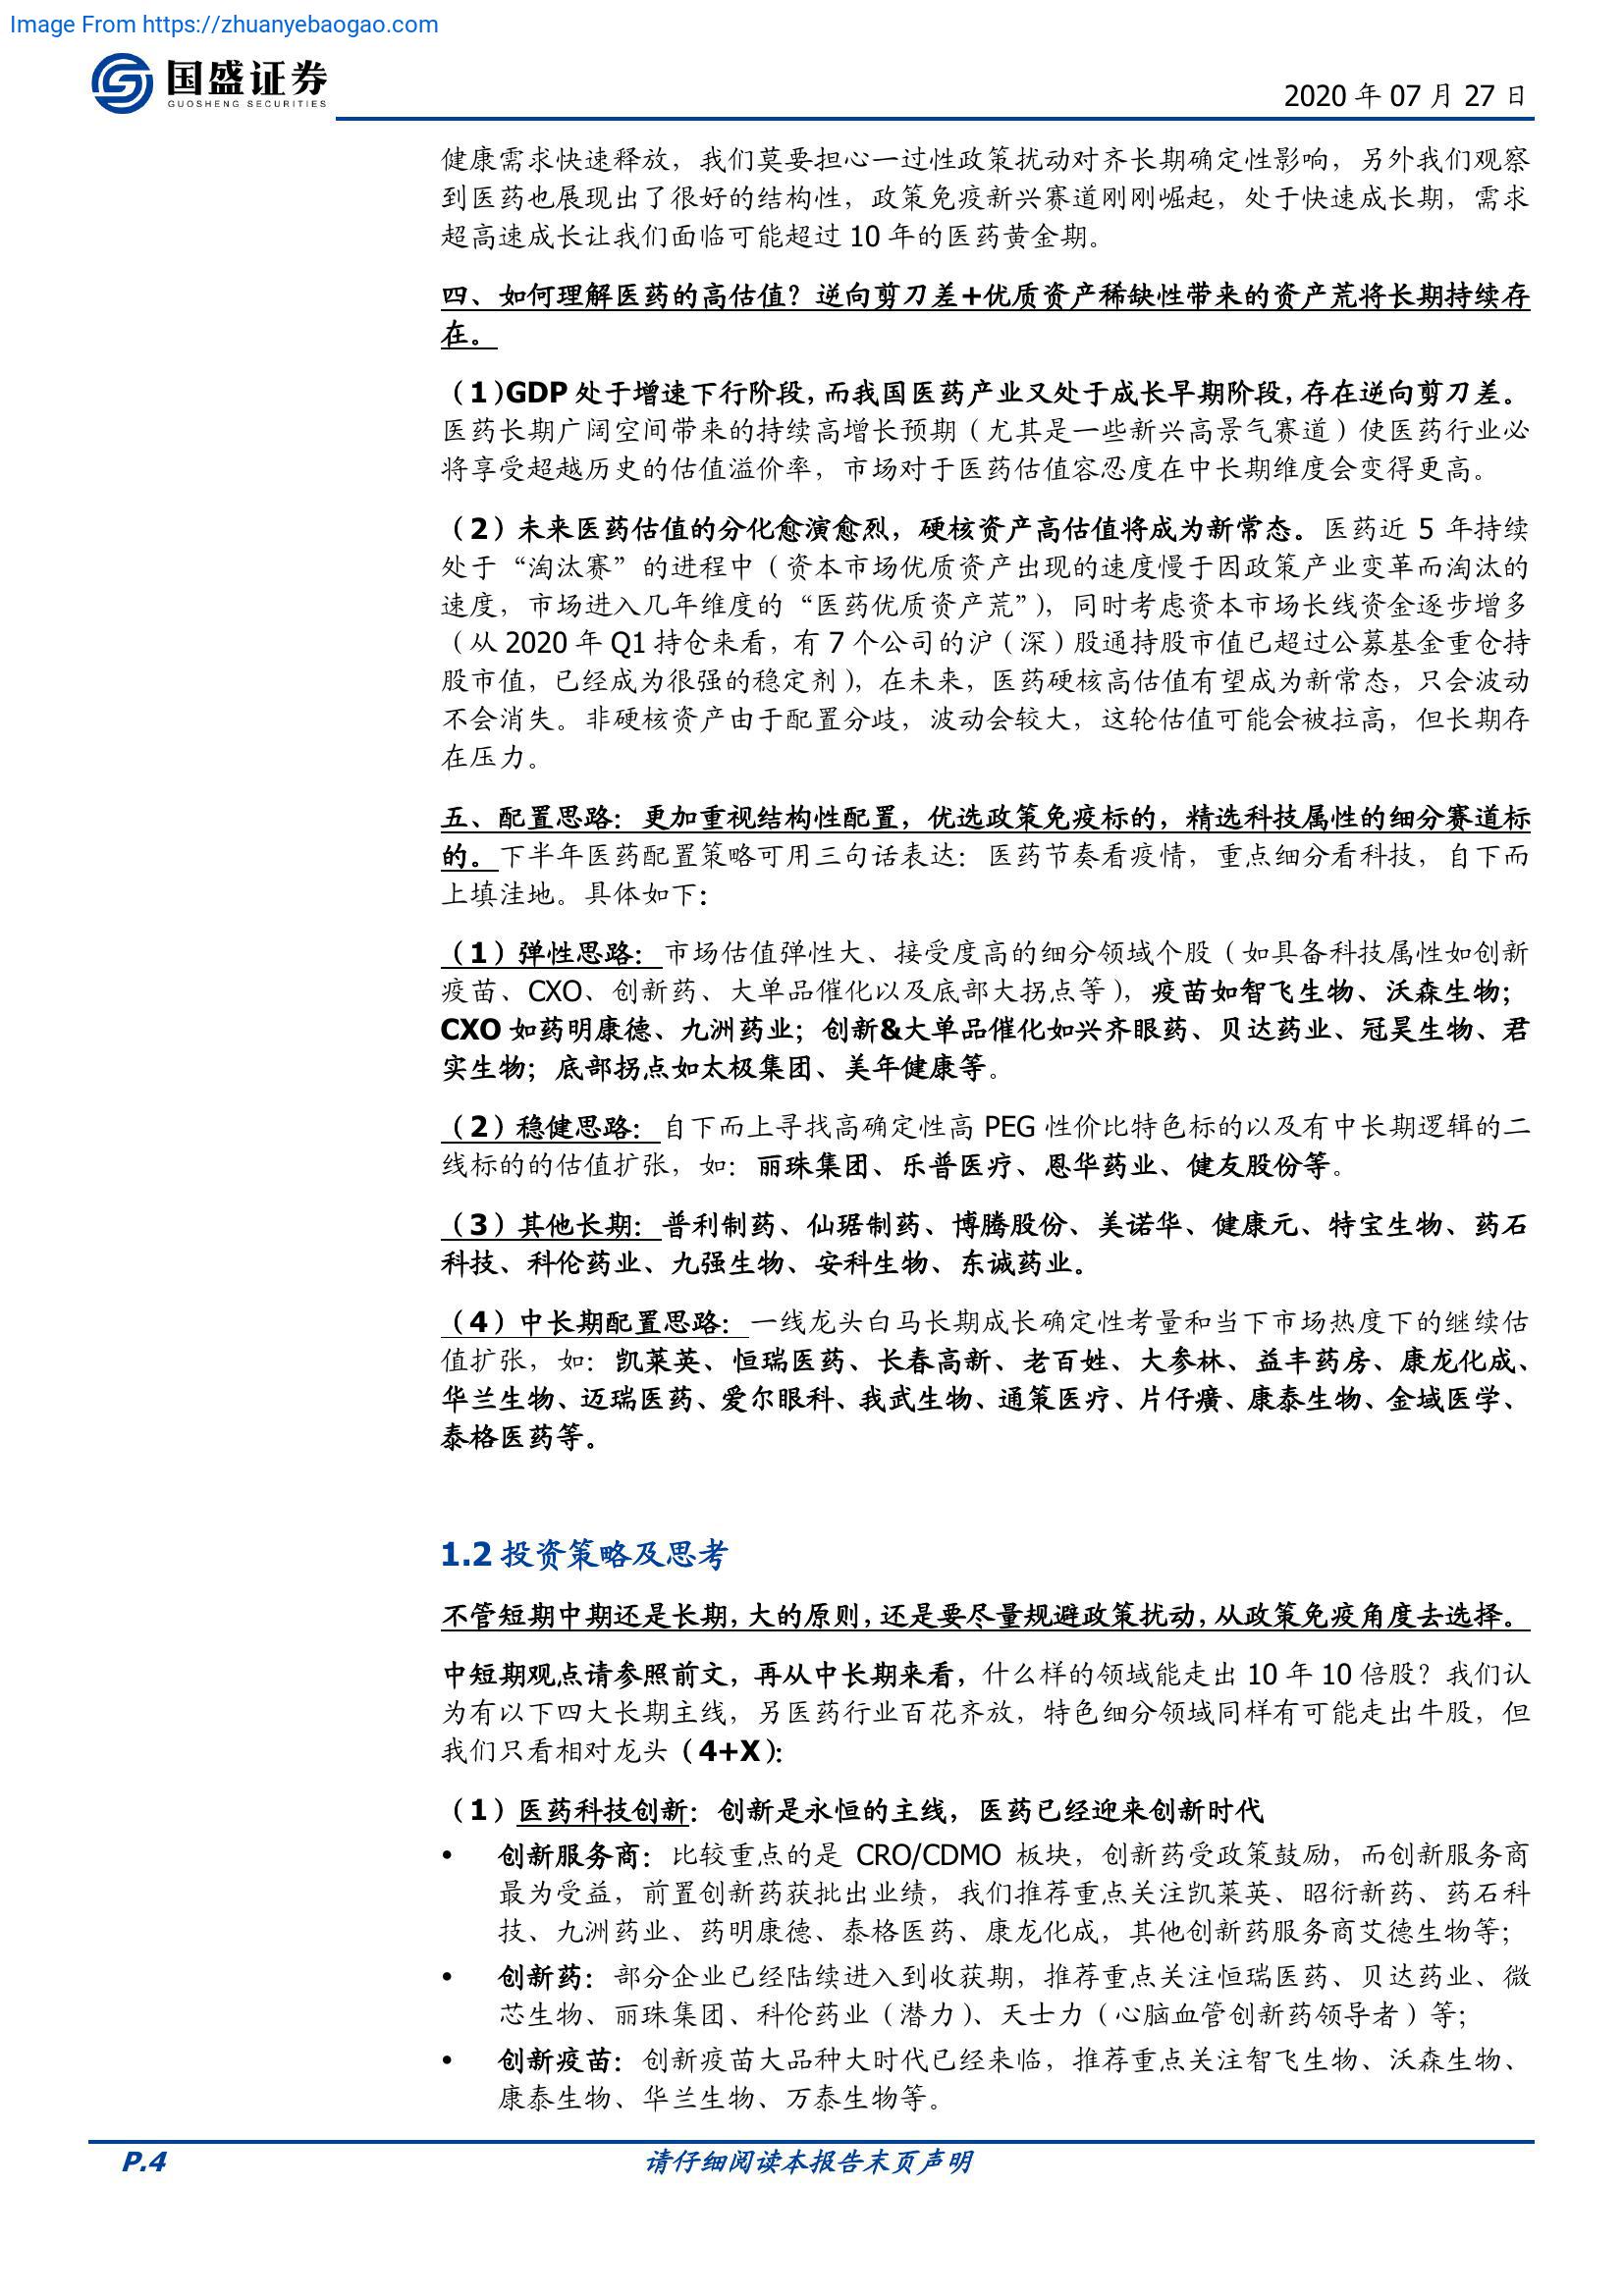 Image From https://zhuanyebaogao.com
国盛证券
GUOSHENG SECURITIES
2020 年 07 月 27 日
健康需求快速释放，我们莫要担心一过性政策扰动对齐长期确定性影响，另外我们观察
到医药也展现出了很好的结构性，政策免疫新兴赛道刚刚崛起，处于快速成长期，需求
超高速成长让我们面临可能超过 10 年的医药黄金期。
四、如何理解医药的高估值？逆向剪刀差+优质资产稀缺性带来的资产荒将长期持续存
在。
（1）GDP 处于增速下行阶段，而我国医药产业又处于成长早期阶段，存在逆向剪刀差。
医药长期广阔空间带来的持续高增长预期（尤其是一些新兴高景气赛道）使医药行业必
将享受超越历史的估值溢价率，市场对于医药估值容忍度在中长期维度会变得更高。
（2）未来医药估值的分化愈演愈烈，硬核资产高估值将成为新常态。医药近 5 年持续
处于“淘汰赛”的进程中（资本市场优质资产出现的速度慢于因政策产业变革而淘汰的
速度，市场进入几年维度的“医药优质资产荒”），同时考虑资本市场长线资金逐步增多
（从 2020 年 Q1 持仓来看，有 7 个公司的沪（深）股通持股市值已超过公募基金重仓持
股市值，已经成为很强的稳定剂），在未来，医药硬核高估值有望成为新常态，只会波动
不会消失。非硬核资产由于配置分歧，波动会较大，这轮估值可能会被拉高，但长期存
在压力。
五、配置思路：更加重视结构性配置，优选政策免疫标的，精选科技属性的细分赛道标
的。下半年医药配置策略可用三句话表达：医药节奏看疫情，重点细分看科技，自下而
上填洼地。具体如下：
（1）弹性思路：市场估值弹性大、接受度高的细分领域个股（如具备科技属性如创新
疫苗、CXO、创新药、大单品催化以及底部大拐点等），疫苗如智飞生物、沃森生物；
CXO 如药明康德、九洲药业；创新&大单品催化如兴齐眼药、贝达药业、冠昊生物、君
实生物；底部拐点如太极集团、美年健康等。
（2）稳健思路：自下而上寻找高确定性高 PEG 性价比特色标的以及有中长期逻辑的二
线标的的估值扩张，如：丽珠集团、乐普医疗、恩华药业、健友股份等。
（3）其他长期：普利制药、仙琚制药、博腾股份、美诺华、健康元、特宝生物、药石
科技、科伦药业、九强生物、安科生物、东诚药业。
（4）中长期配置思路：一线龙头白马长期成长确定性考量和当下市场热度下的继续估
值扩张，如：凯莱英、恒瑞医药、长春高新、老百姓、大参林、益丰药房、康龙化成、
华兰生物、迈瑞医药、爱尔眼科、我武生物、通策医疗、片仔癀、康泰生物、金域医学、
泰格医药等。
1.2 投资策略及思考
不管短期中期还是长期，大的原则，还是要尽量规避政策扰动，从政策免疫角度去选择。
中短期观点请参照前文，再从中长期来看，什么样的领域能走出 10 年 10 倍股？我们认
为有以下四大长期主线，另医药行业百花齐放，特色细分领域同样有可能走出牛股，但
我们只看相对龙头（4+X）：
（1）医药科技创新：创新是永恒的主线，医药已经迎来创新时代
• 创新服务商：比较重点的是 CRO/CDMO 板块，创新药受政策鼓励，而创新服务商
最为受益，前置创新药获批出业绩，我们推荐重点关注凯莱英、昭衍新药、药石科
技、九洲药业、药明康德、泰格医药、康龙化成，其他创新药服务商艾德生物等；
• 创新药：部分企业已经陆续进入到收获期，推荐重点关注恒瑞医药、贝达药业、微
芯生物、丽珠集团、科伦药业（潜力）、天士力（心脑血管创新药领导者）等；
• 创新疫苗：创新疫苗大品种大时代已经来临，推荐重点关注智飞生物、沃森生物、
康泰生物、华兰生物、万泰生物等。
P.4
请仔细阅读本报告末页声明